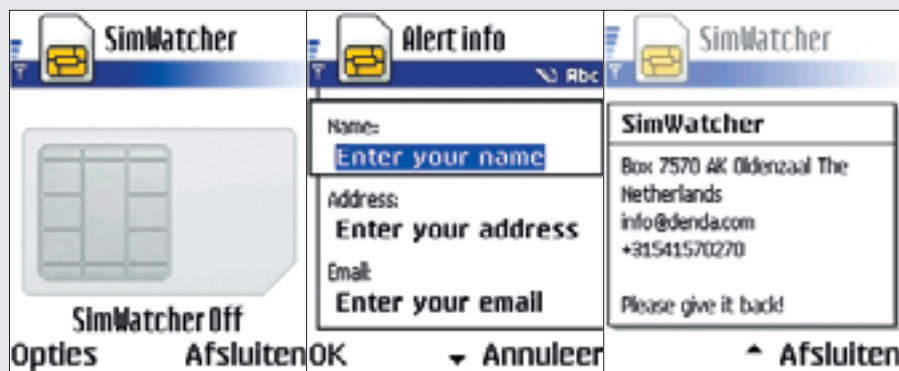 SimWatcher
SimWatcher Off
Opties Afsluiten
Alert info
Abc
Name:
Enter your name
Address:
Enter your address
Email:
Enter your email
OK Annuleer
SimWatcher
SimWatcher
Box 7570 AK Oldenzaal The
Netherlands
info@denda.com
+31541570270
Please give it back!
Afsluiten